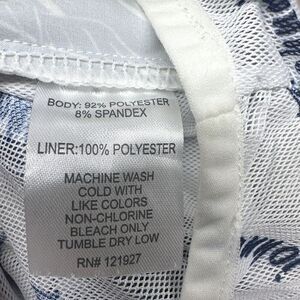 BODY: 92% POLYESTER
8% SPANDEX
LINER:100% POLYESTER
MACHINE WASH
COLD WITH
LIKE COLORS
NON-CHLORINE
BLEACH ONLY
TUMBLE DRY LOW
RN# 121927